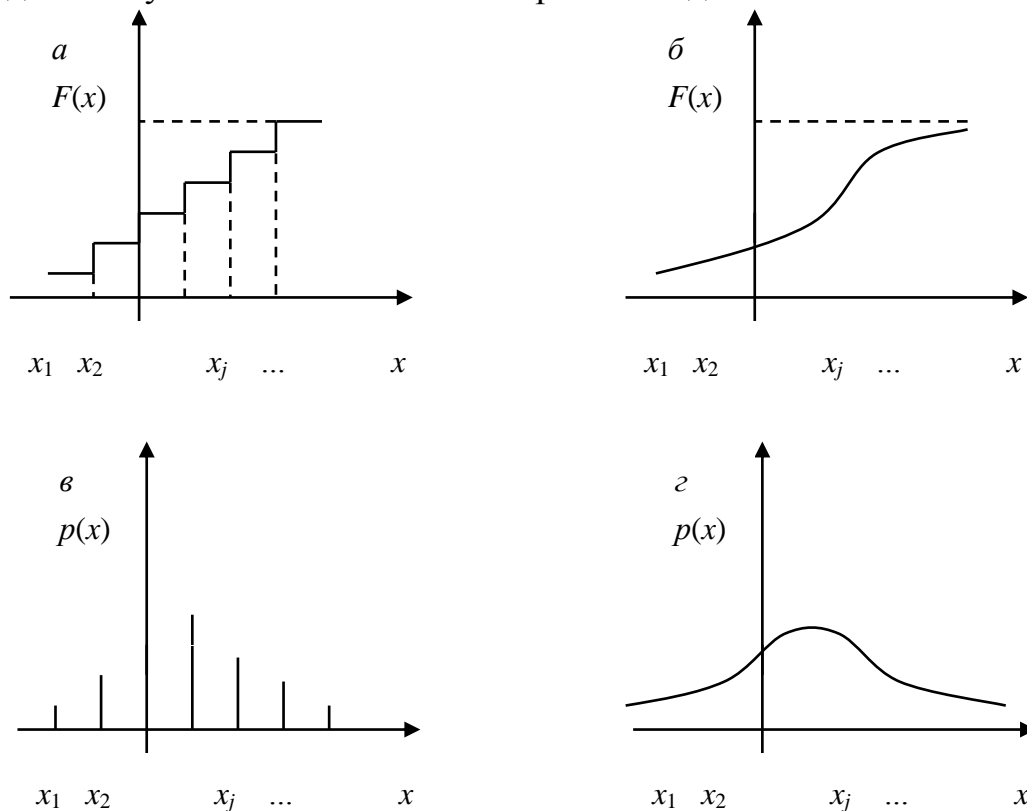 а б
F(x) F(x)
x1 x2 xj ... x x1 x2 xj ... x
в г
p(x) p(x)
x1 x2 xj ... x x1 x2 xj ... x